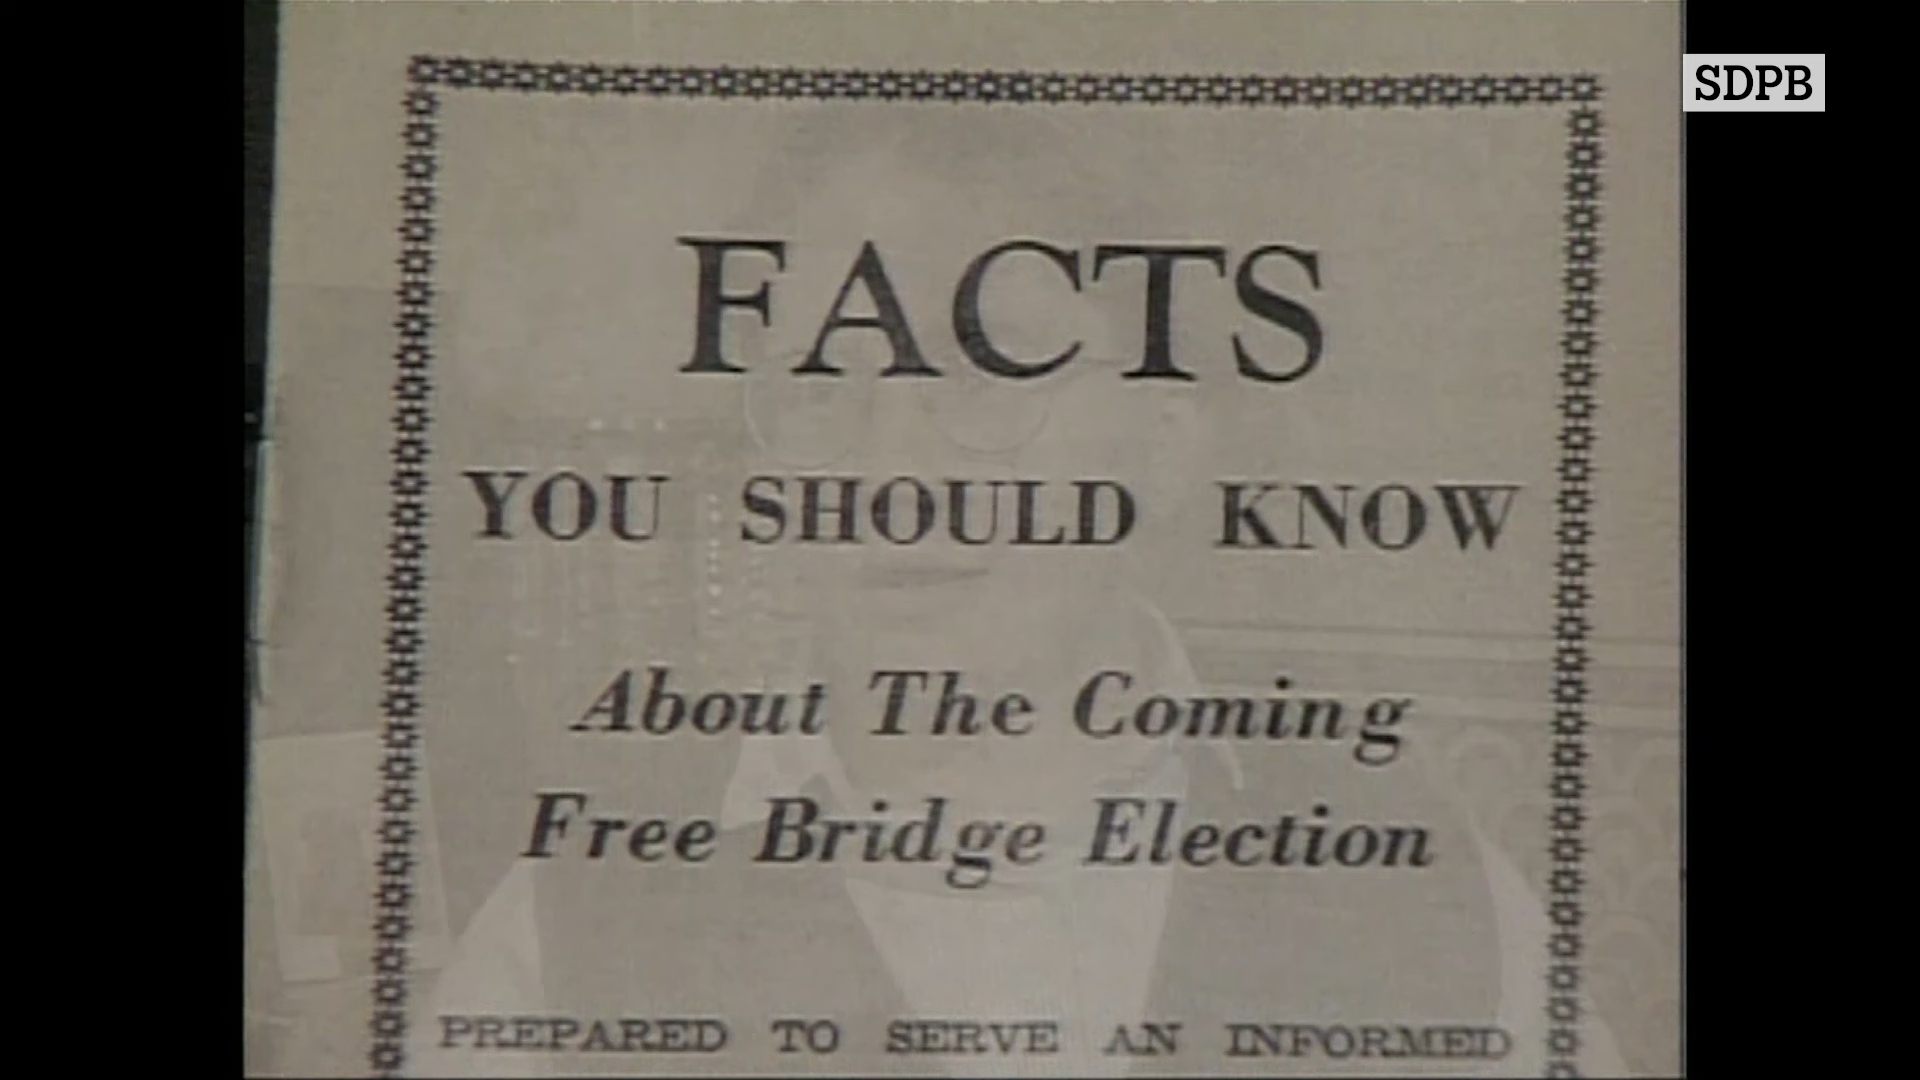 SDPB
FACTS
YOU SHOULD KNOW
About The Coming
Free Bridge Election
PREPARED TO SERVE AN INFORMED